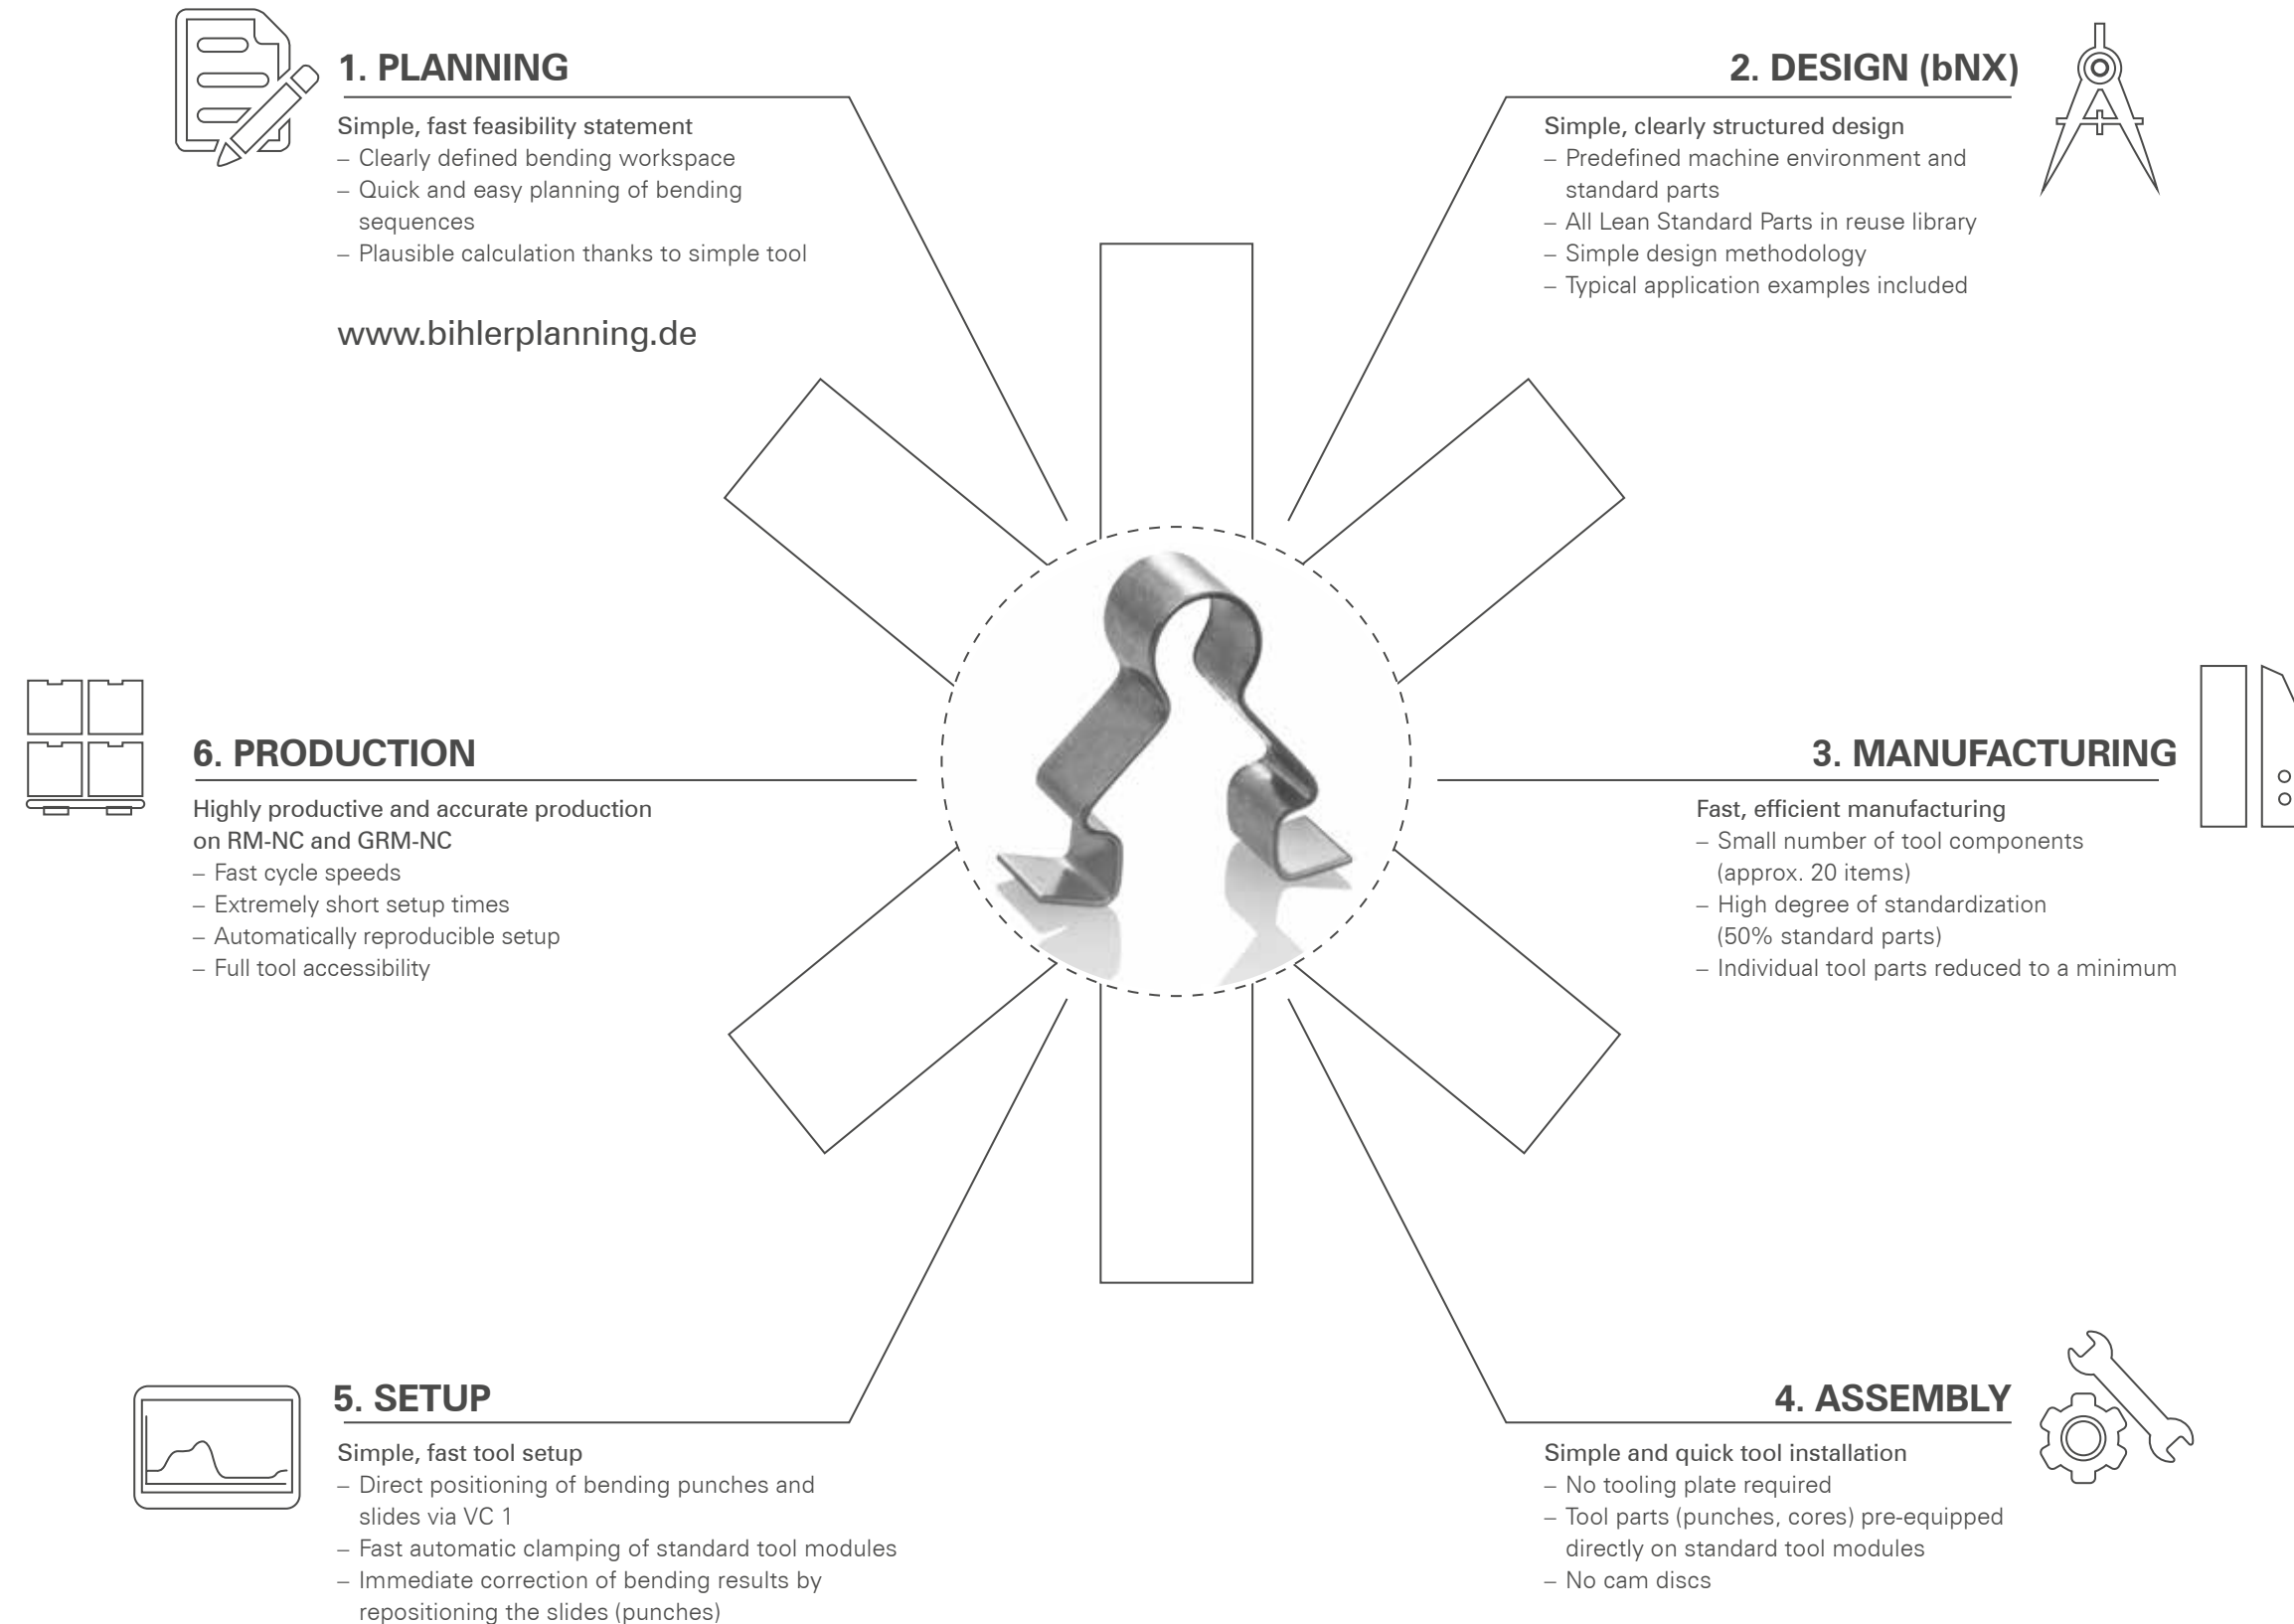 1. PLANNING
Simple, fast feasibility statement
– Clearly defined bending workspace
– Quick and easy planning of bending
sequences
– Plausible calculation thanks to simple tool
www.bihlerplanning.de
2. DESIGN (bNX)
Simple, clearly structured design
– Predefined machine environment and
standard parts
– All Lean Standard Parts in reuse library
– Simple design methodology
– Typical application examples included
3. MANUFACTURING
Fast, efficient manufacturing
– Small number of tool components
(approx. 20 items)
– High degree of standardization
(50% standard parts)
– Individual tool parts reduced to a minimum
4. ASSEMBLY
Simple and quick tool installation
– No tooling plate required
– Tool parts (punches, cores) pre-equipped
directly on standard tool modules
– No cam discs
5. SETUP
Simple, fast tool setup
– Direct positioning of bending punches and
slides via VC 1
– Fast automatic clamping of standard tool modules
– Immediate correction of bending results by
repositioning the slides (punches)
6. PRODUCTION
Highly productive and accurate production
on RM-NC and GRM-NC
– Fast cycle speeds
– Extremely short setup times
– Automatically reproducible setup
– Full tool accessibility